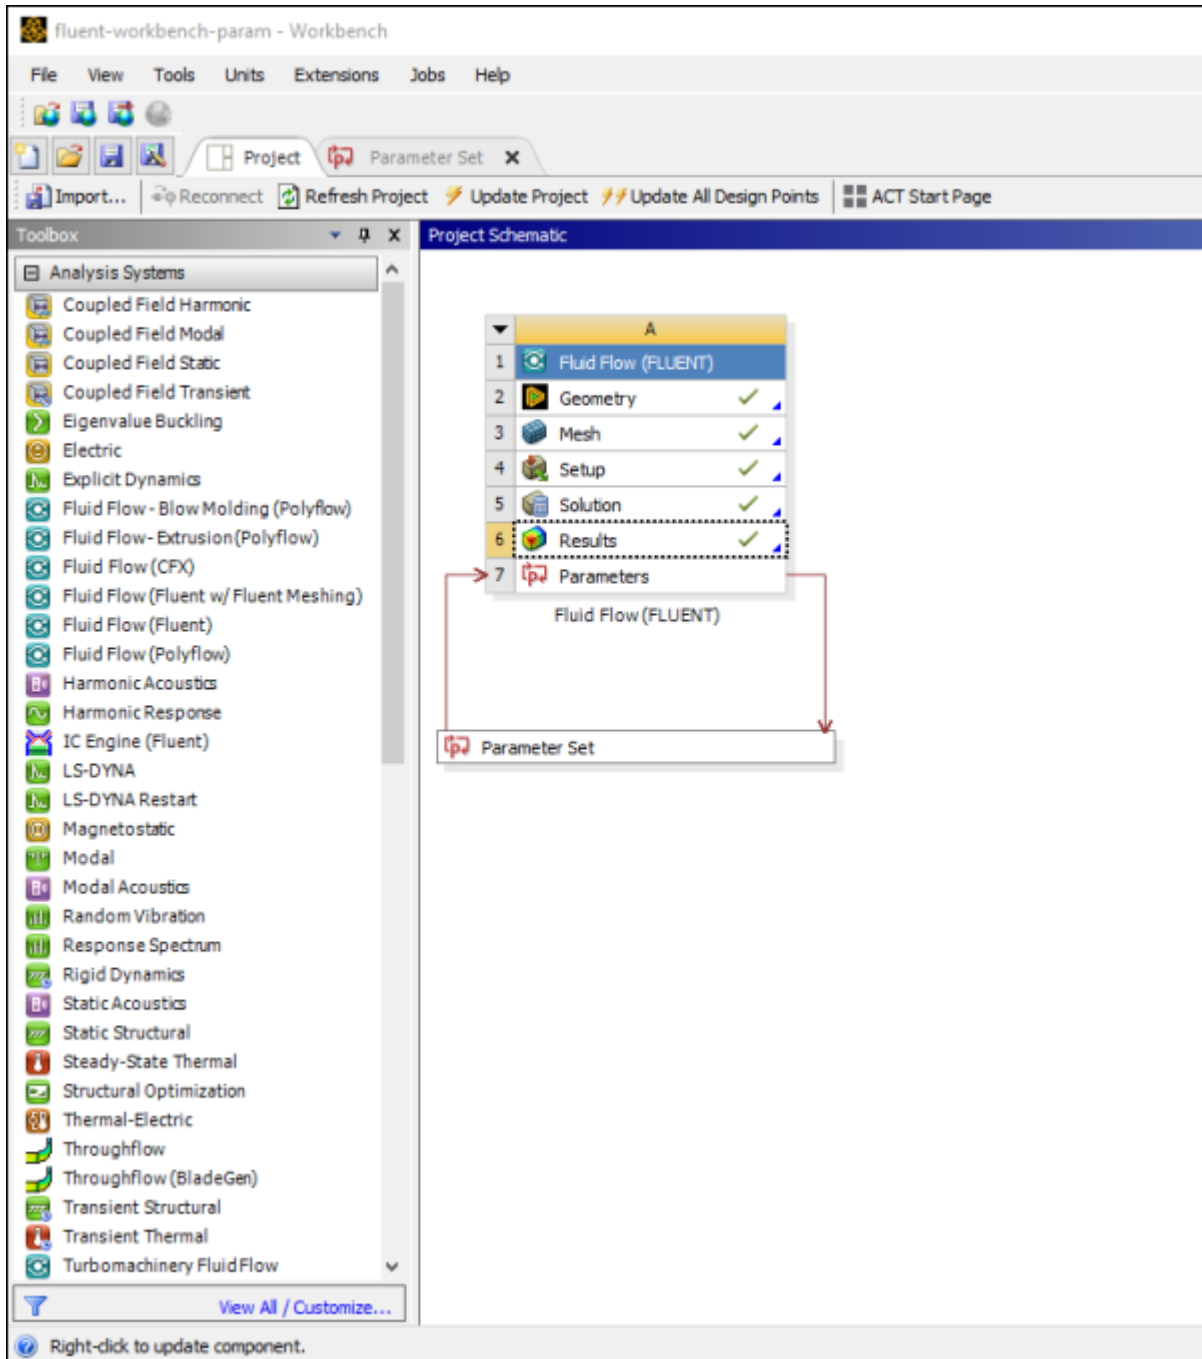 fluent-workbench-param - Workbench
File View Tools Units Extensions Jobs Help
Project Parameter Set
Import... Reconnect Refresh Project Update Project Update All Design Points ACT Start Page
Toolbox
Analysis Systems
Coupled Field Harmonic
Coupled Field Modal
Coupled Field Static
Coupled Field Transient
Eigenvalue Buckling
Electric
Explicit Dynamics
Fluid Flow - Blow Molding (Polyflow)
Fluid Flow- Extrusion (Polyflow)
Fluid Flow (CFX)
Fluid Flow (Fluent w/ Fluent Meshing)
Fluid Flow (Fluent)
Fluid Flow (Polyflow)
Harmonic Acoustics
Harmonic Response
IC Engine (Fluent)
LS-DYNA
LS-DYNA Restart
Magnetostatic
Modal
Modal Acoustics
Random Vibration
Response Spectrum
Rigid Dynamics
Static Acoustics
Static Structural
Steady-State Thermal
Structural Optimization
Thermal-Electric
Throughflow
Throughflow (BladeGen)
Transient Structural
Transient Thermal
Turbomachinery Fluid Flow
View All / Customize...
Project Schematic
A
1 Fluid Flow (FLUENT)
2 Geometry
3 Mesh
4 Setup
5 Solution
6 Results
7 Parameters
Fluid Flow (FLUENT)
Parameter Set
Right-click to update component.